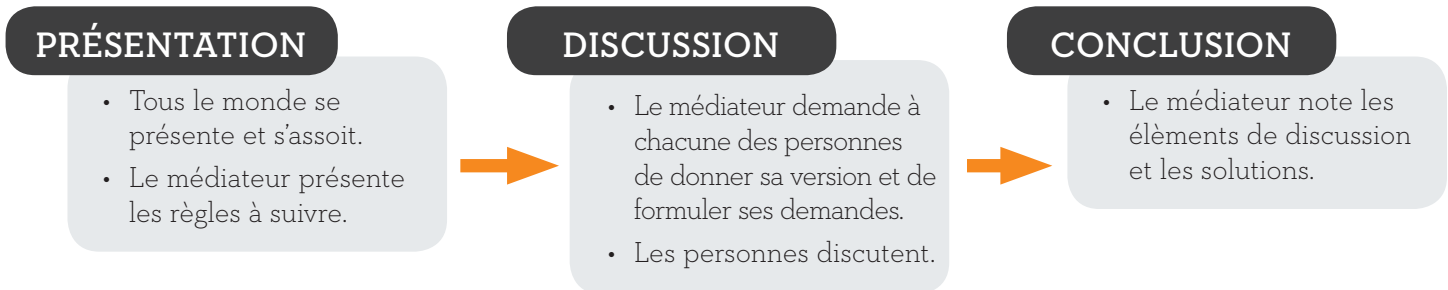 PRÉSENTATION
• Tous le monde se
présente et s'assoit.
• Le médiateur présente
les règles à suivre.
DISCUSSION
• Le médiateur demande à
chacune des personnes
de donner sa version et de
formuler ses demandes.
• Les personnes discutent.
CONCLUSION
• Le médiateur note les
élèments de discussion
et les solutions.